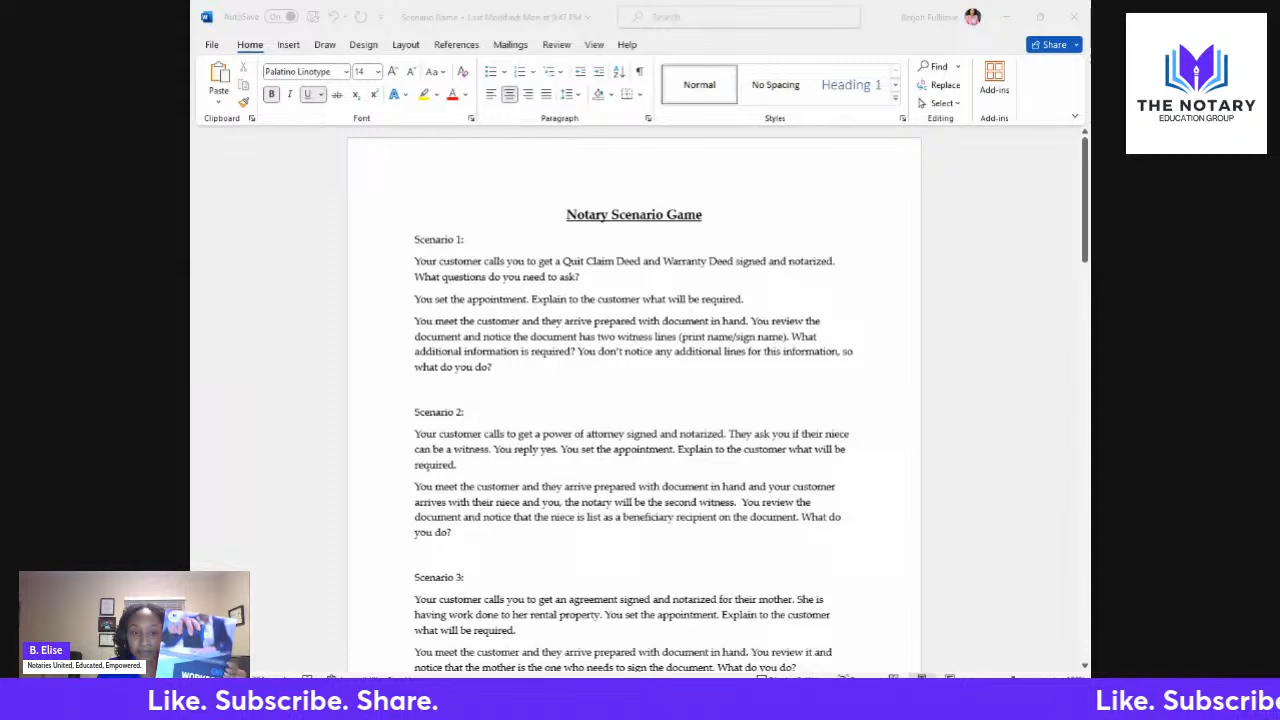 AutoSave On
Scenario Game • Last Modified: Mon at 9:47 PM
Search
File Home Insert Draw Design Layout References Mailings Review View Help
Share
Paste
Palatino Linotype 14
Aa
Normal No Spacing Heading 1
Find
Replace
Select
Add-ins
Clipboard Font Paragraph Styles Editing Add-ins
THE NOTARY
EDUCATION GROUP
Notary Scenario Game
Scenario 1:
Your customer calls you to get a Quit Claim Deed and Warranty Deed signed and notarized.
What questions do you need to ask?
You set the appointment. Explain to the customer what will be required.
You meet the customer and they arrive prepared with document in hand. You review the
document and notice the document has two witness lines (print name/sign name). What
additional information is required? You don't notice any additional lines for this information, so
what do you do?
Scenario 2:
Your customer calls to get a power of attorney signed and notarized. They ask you if their niece
can be a witness. You reply yes. You set the appointment. Explain to the customer what will be
required.
You meet the customer and they arrive prepared with document in hand and your customer
arrives with their niece and you, the notary will be the second witness. You review the
document and notice that the niece is list as a beneficiary recipient on the document. What do
you do?
Scenario 3:
Your customer calls you to get an agreement signed and notarized for their mother. She is
having work done to her rental property. You set the appointment. Explain to the customer
what will be required.
You meet the customer and they arrive prepared with document in hand. You review it and
notice that the mother is the one who needs to sign the document. What do you do?
B. Elise
Notaries United, Educated, Empowered.
Like. Subscribe. Share.
Like. Subscribe